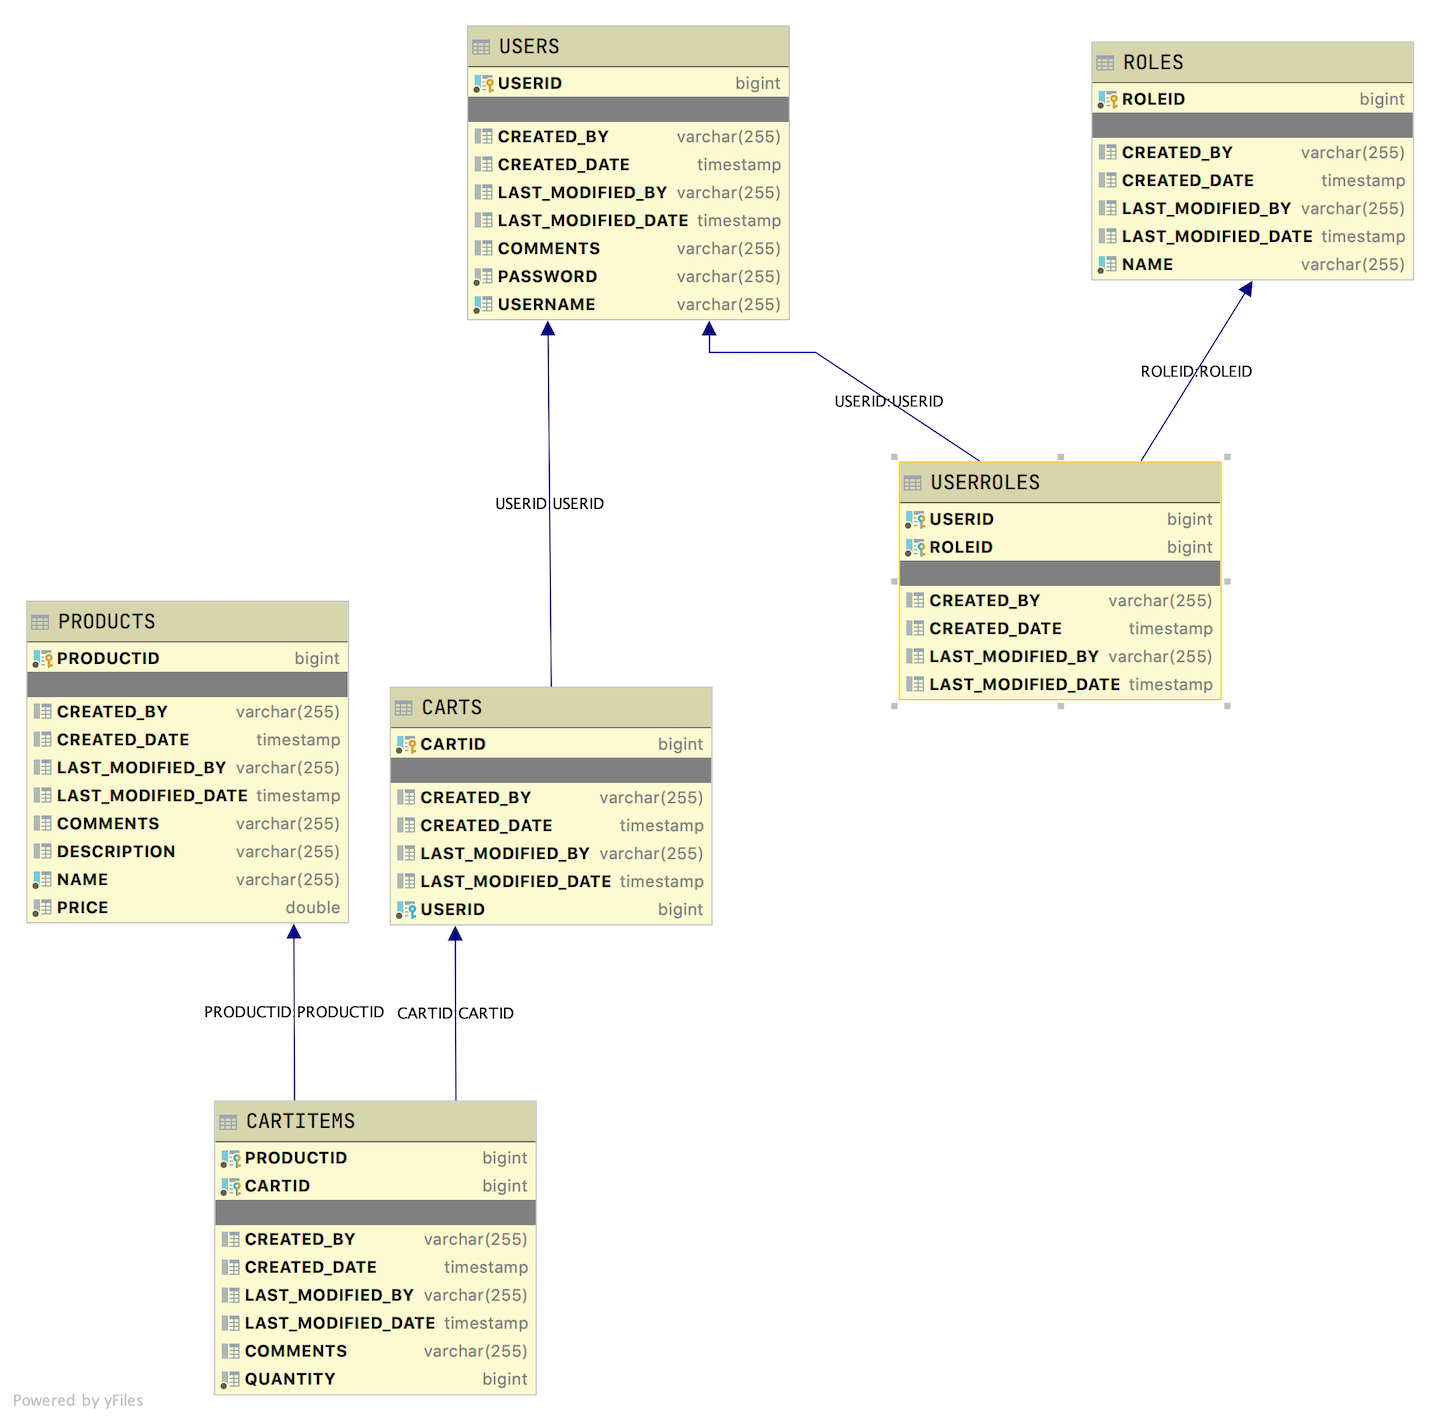 USERS
USERID bigint
CREATED_BY varchar(255)
CREATED_DATE timestamp
LAST_MODIFIED_BY varchar(255)
LAST_MODIFIED_DATE timestamp
COMMENTS varchar(255)
PASSWORD varchar(255)
USERNAME varchar(255)
ROLES
ROLEID bigint
CREATED_BY varchar(255)
CREATED_DATE timestamp
LAST_MODIFIED_BY varchar(255)
LAST_MODIFIED_DATE timestamp
NAME varchar(255)
ROLEID:ROLEID
USERID:USERID
USERID:USERID
USERROLES
USERID bigint
ROLEID bigint
CREATED_BY varchar(255)
CREATED_DATE timestamp
LAST_MODIFIED_BY varchar(255)
LAST_MODIFIED_DATE timestamp
PRODUCTS
PRODUCTID bigint
CREATED_BY varchar(255)
CREATED_DATE timestamp
LAST_MODIFIED_BY varchar(255)
LAST_MODIFIED_DATE timestamp
COMMENTS varchar(255)
DESCRIPTION varchar(255)
NAME varchar(255)
PRICE double
CARTS
CARTID bigint
CREATED_BY varchar(255)
CREATED_DATE timestamp
LAST_MODIFIED_BY varchar(255)
LAST_MODIFIED_DATE timestamp
USERID bigint
PRODUCTID:PRODUCTID
CARTID:CARTID
CARTITEMS
PRODUCTID bigint
CARTID bigint
CREATED_BY varchar(255)
CREATED_DATE timestamp
LAST_MODIFIED_BY varchar(255)
LAST_MODIFIED_DATE timestamp
COMMENTS varchar(255)
QUANTITY bigint
Powered by yFiles